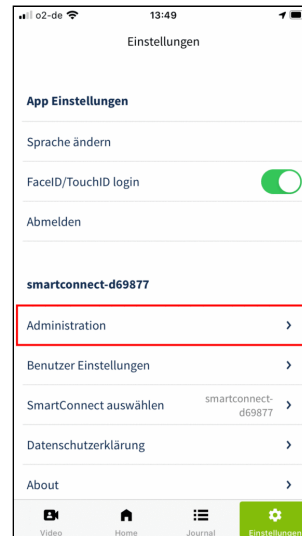 o2-de 13:49
Einstellungen
App Einstellungen
Sprache ändern
FaceID/TouchID login
Abmelden
smartconnect-d69877
Administration
Benutzer Einstellungen
SmartConnect auswählen smartconnect-
d69877
Datenschutzerklärung
About
Video Home Journal Einstellungen